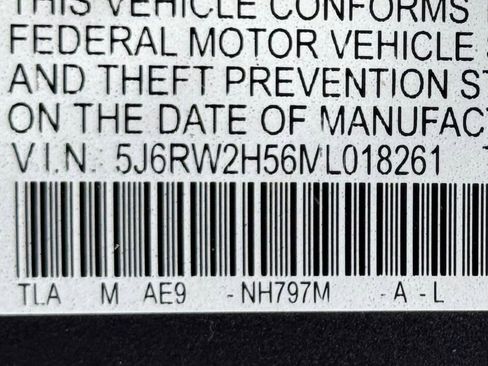 THIS VEHICLE CONFORMS
FEDERAL MOTOR VEHICLE
AND THEFT PREVENTION ST
ON THE DATE OF MANUFAC
V.I.N. 5J6RW2H56ML018261
TLA M AE9 -NH797M -A -L